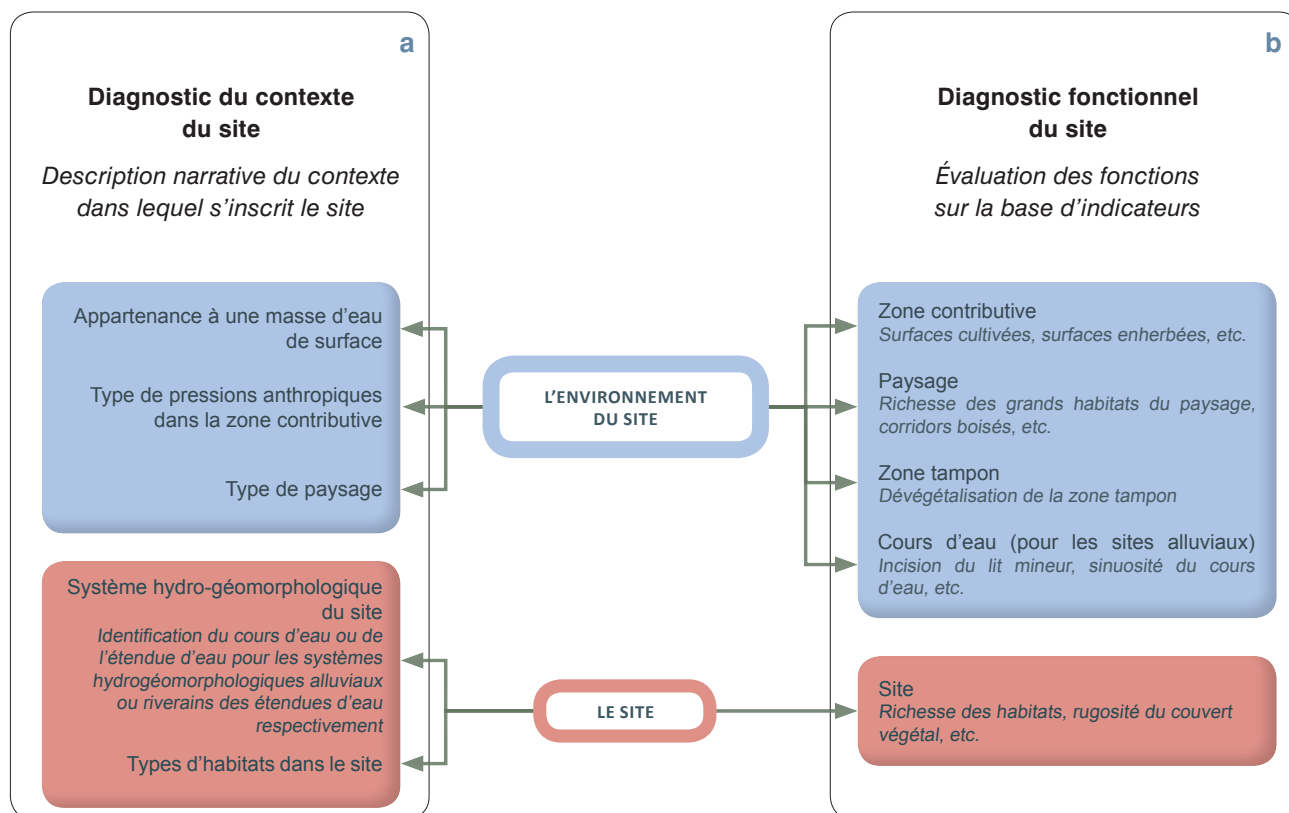 a
Diagnostic du contexte
du site
Description narrative du contexte
dans lequel s’inscrit le site
Appartenance à une masse d’eau
de surface
Type de pressions anthropiques
dans la zone contributive
Type de paysage
Système hydro-géomorphologique
du site
Identification du cours d’eau ou de
l’étendue d’eau pour les systèmes
hydrogéomorphologiques alluviaux
ou riverains des étendues d’eau
respectivement
Types d’habitats dans le site
L’ENVIRONNEMENT
DU SITE
LE SITE
b
Diagnostic fonctionnel
du site
Évaluation des fonctions
sur la base d’indicateurs
Zone contributive
Surfaces cultivées, surfaces enherbées, etc.
Paysage
Richesse des grands habitats du paysage,
corridors boisés, etc.
Zone tampon
Dévégétalisation de la zone tampon
Cours d’eau (pour les sites alluviaux)
Incision du lit mineur, sinuosité du cours
d’eau, etc.
Site
Richesse des habitats, rugosité du couvert
végétal, etc.